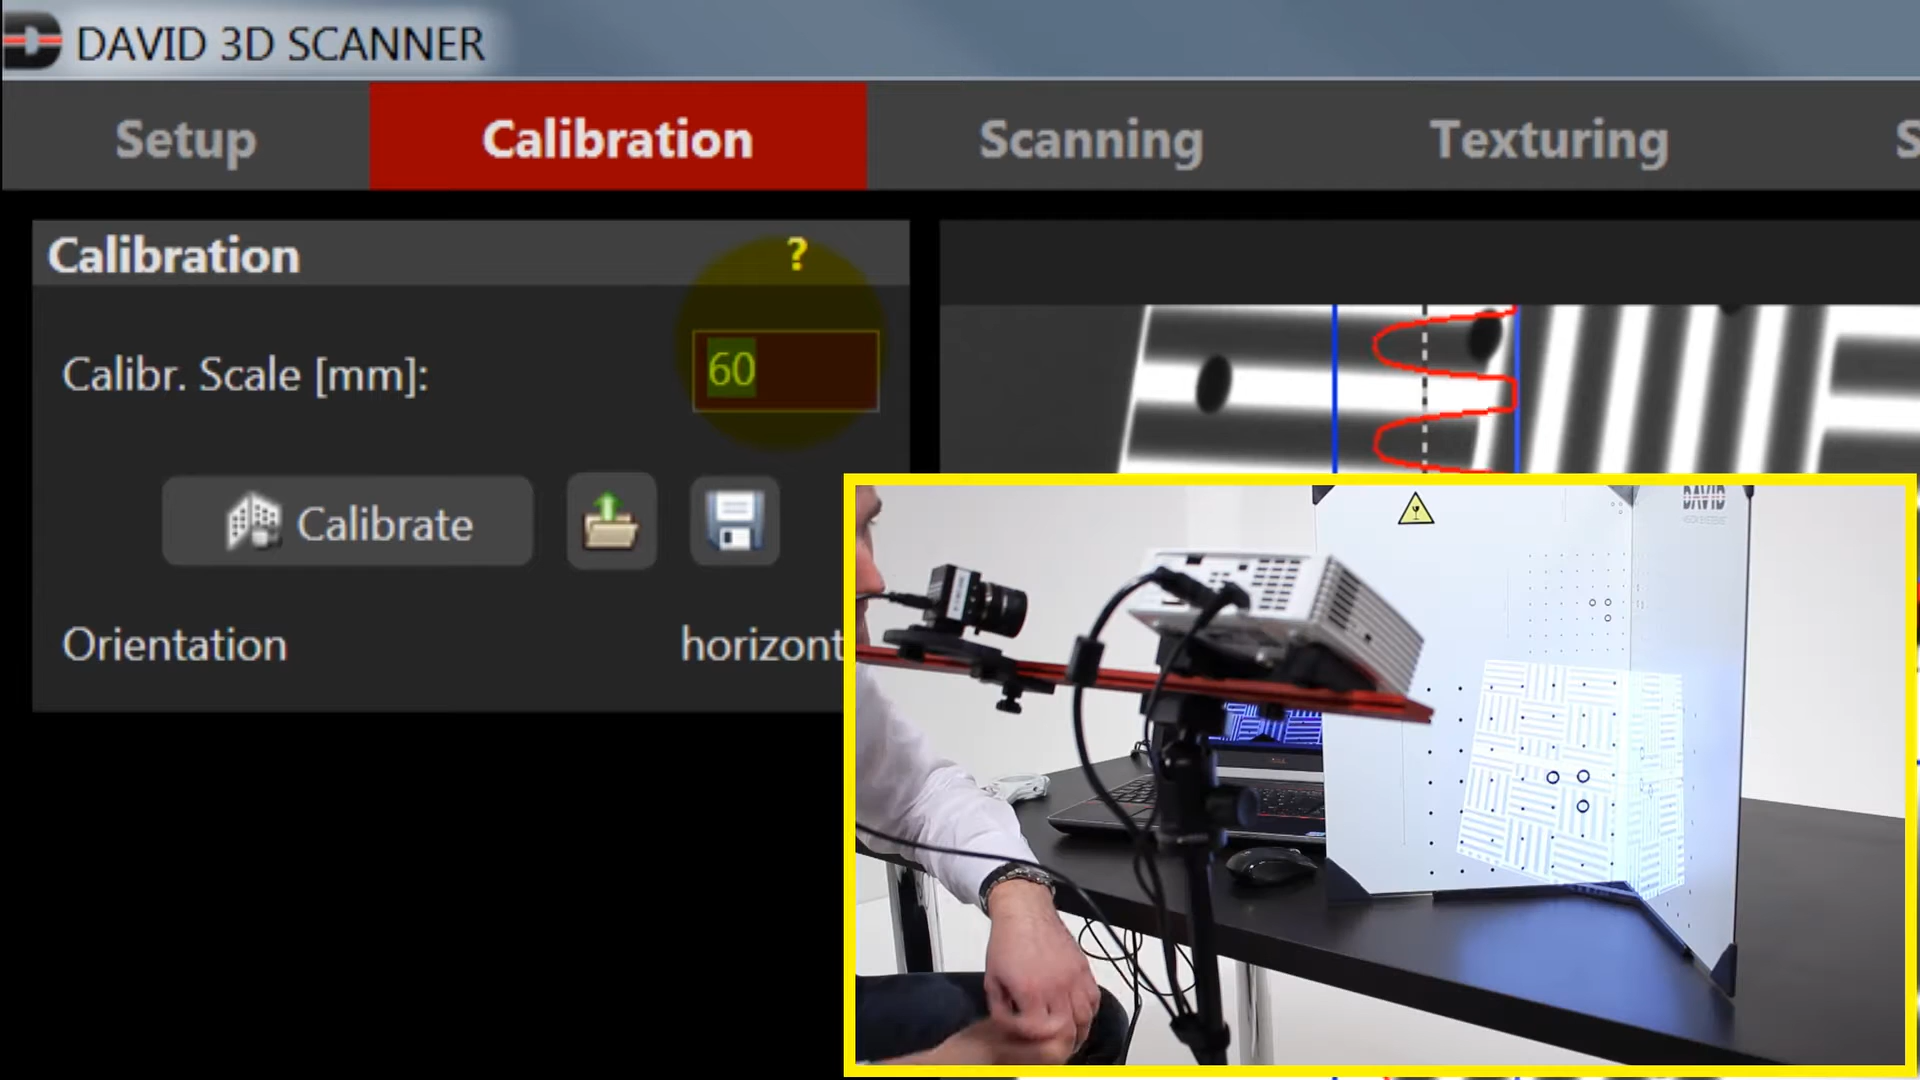 DAVID 3D SCANNER
Setup
Calibration
Scanning
Texturing
S
Calibration
?
Calibr. Scale [mm]:
60
Calibrate
Orientation
horizont
DAVID